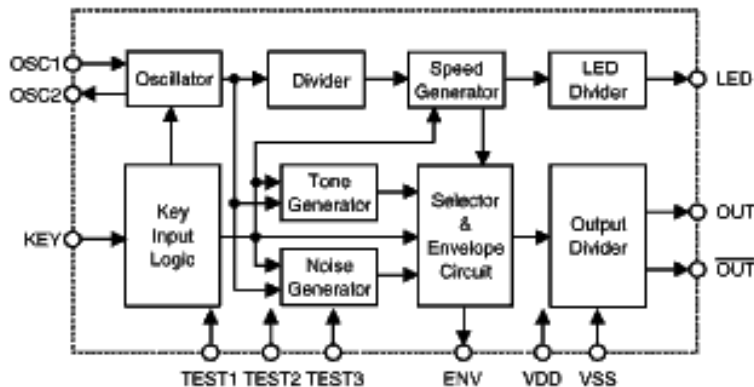 OSC1
OSC2
Oscillator
Divider
Speed
Generator
LED
Divider
LED
KEY
Key
Input
Logic
Tone
Generator
Noise
Generator
Selector
&
Envelope
Circuit
Output
Divider
OUT
OUT
TEST1 TEST2 TEST3 ENV VDD VSS